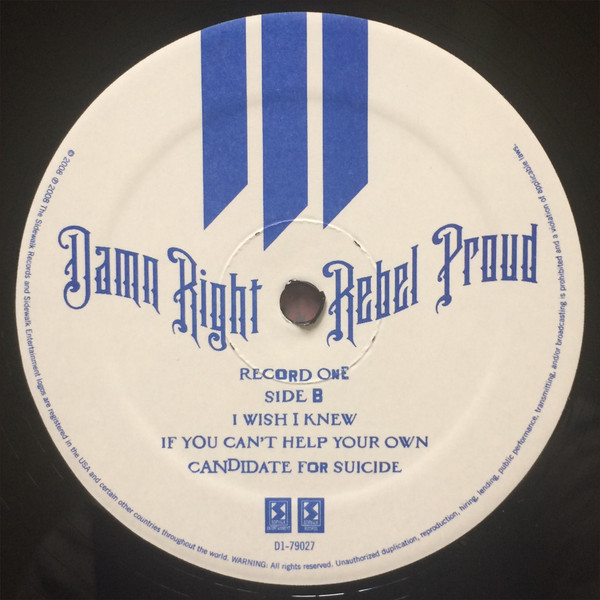 Damn Right Rebel Proud
RECORD ONE
SIDE B
I WISH I KNEW
IF YOU CAN'T HELP YOUR OWN
CANDIDATE FOR SUICIDE
D1-79027
© 2008 ℗ 2008 The Sidewalk Records and Sidewalk Entertainment logos are registered in the USA and certain other countries throughout the world. WARNING: All rights reserved. Unauthorized duplication, reproduction, hiring, lending, public performance, transmitting, and/or broadcasting is prohibited and a violation of applicable laws.